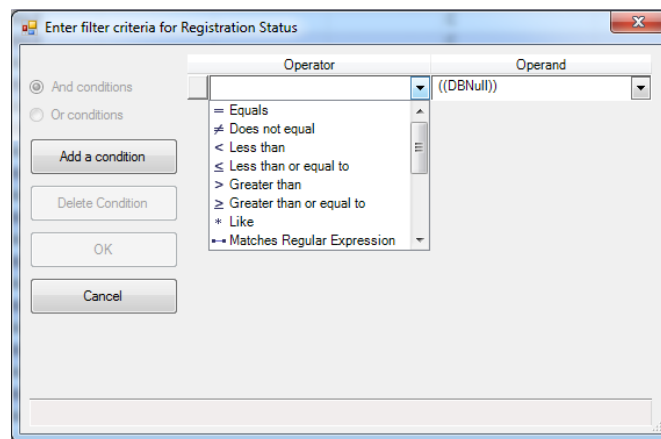 Enter filter criteria for Registration Status
Operator Operand
And conditions
((DBNull))
Or conditions
= Equals
≠ Does not equal
< Less than
≤ Less than or equal to
> Greater than
≥ Greater than or equal to
* Like
Matches Regular Expression
Add a condition
Delete Condition
OK
Cancel